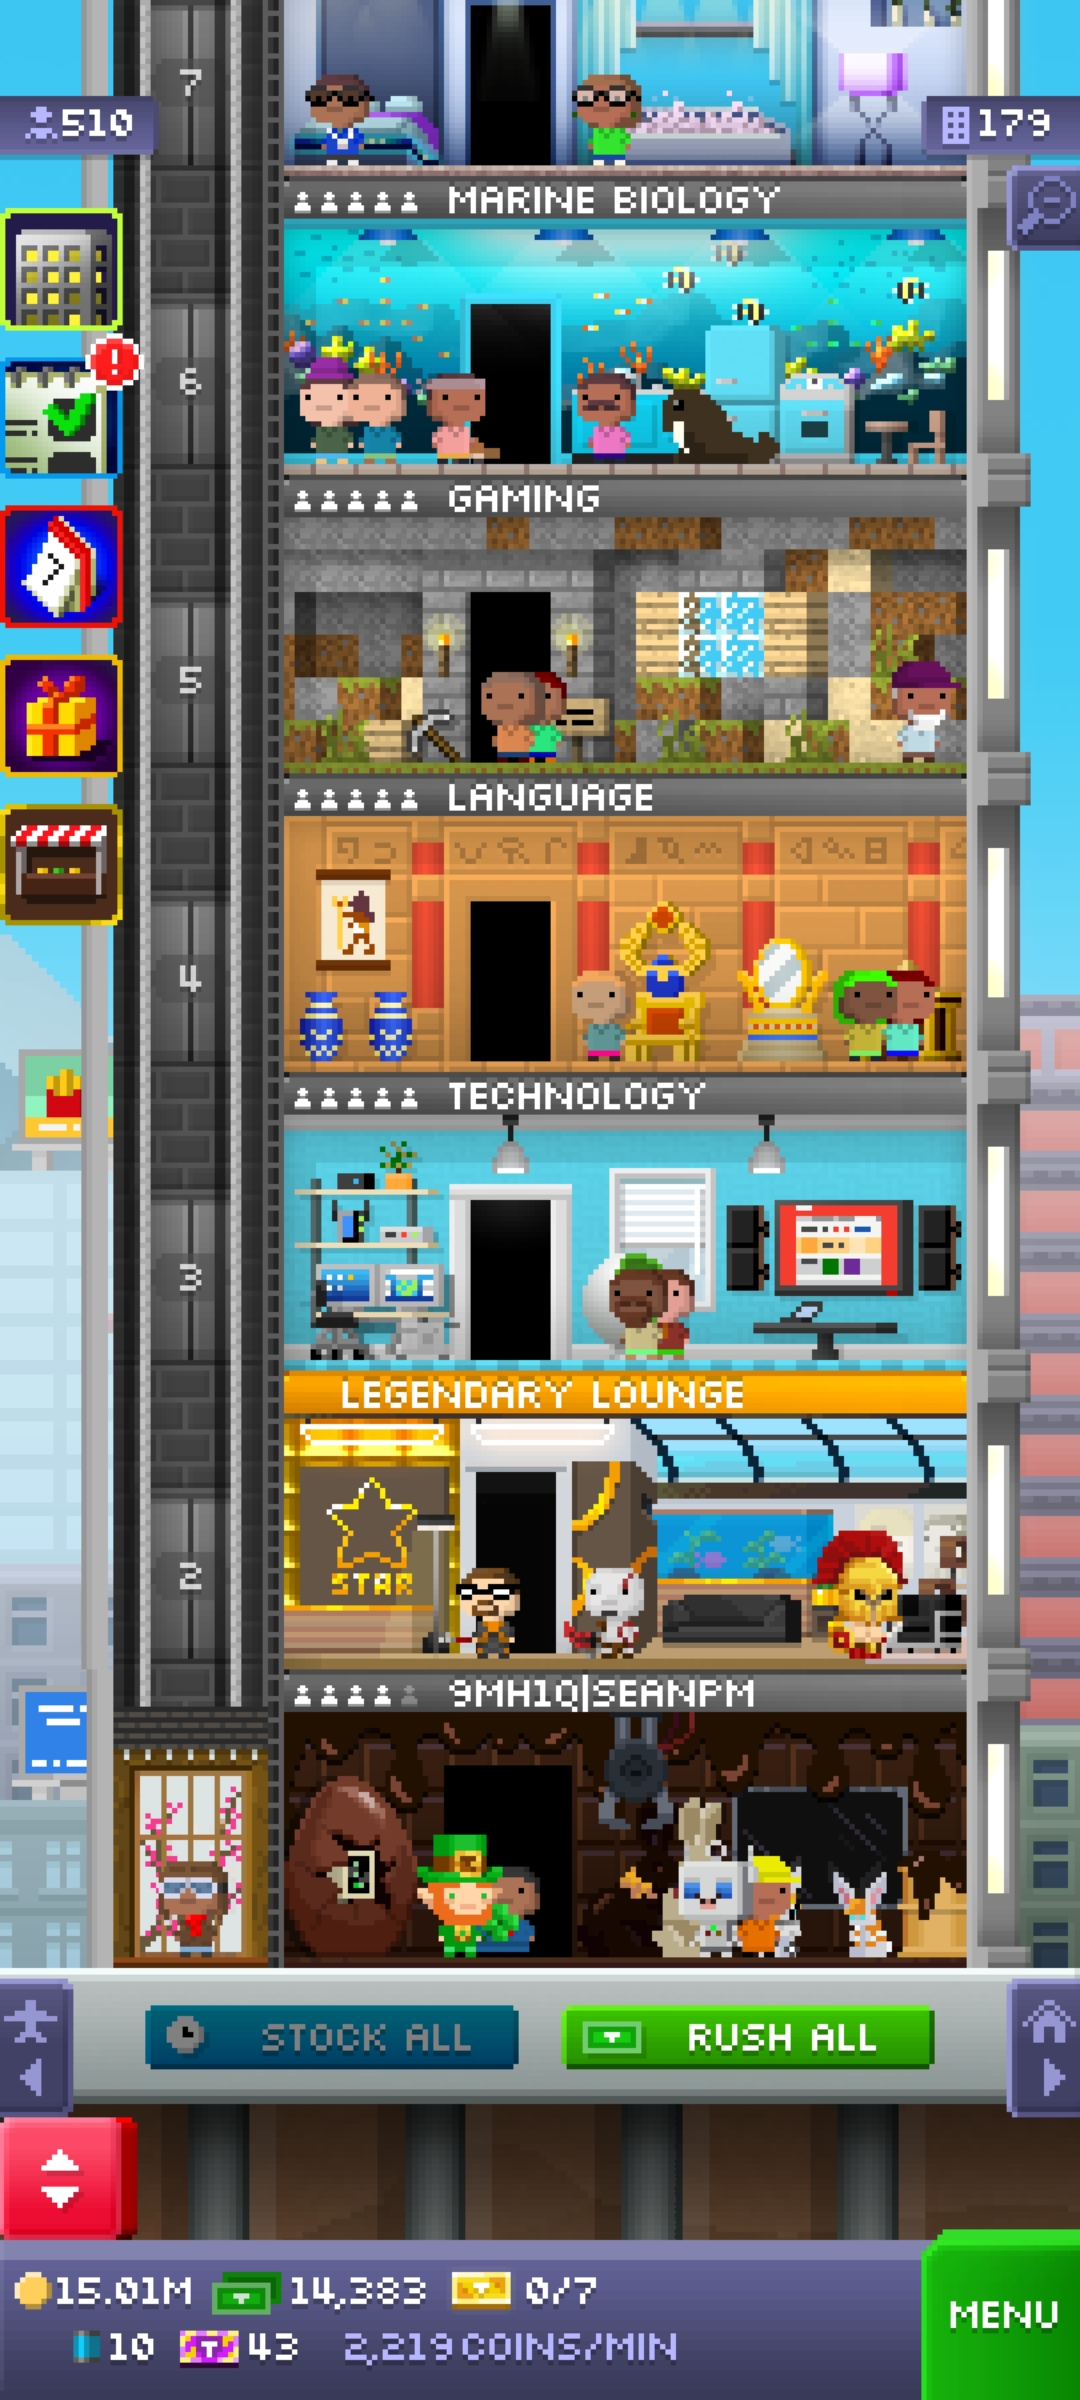 7
510
179
MARINE BIOLOGY
6
GAMING
5
LANGUAGE
4
TECHNOLOGY
3
LEGENDARY LOUNGE
STAR
2
9MH1Q|SEANPM
STOCK ALL
RUSH ALL
15.01M
14,383
0/7
MENU
10
43
2,219 COINS/MIN